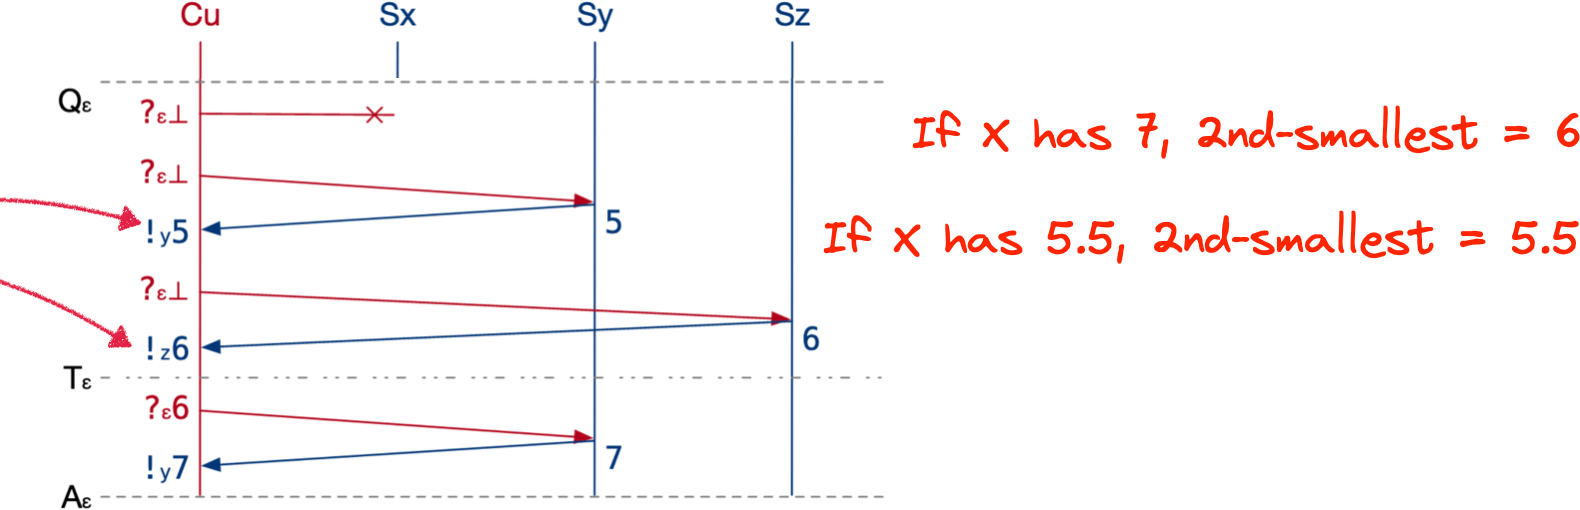 Cu Sx Sy Sz
Qε
?ε⊥
If x has 7, 2nd-smallest = 6
?ε⊥
5
!y5
If x has 5.5, 2nd-smallest = 5.5
?ε⊥
6
!z6
Tε
?ε6
7
!y7
Aε